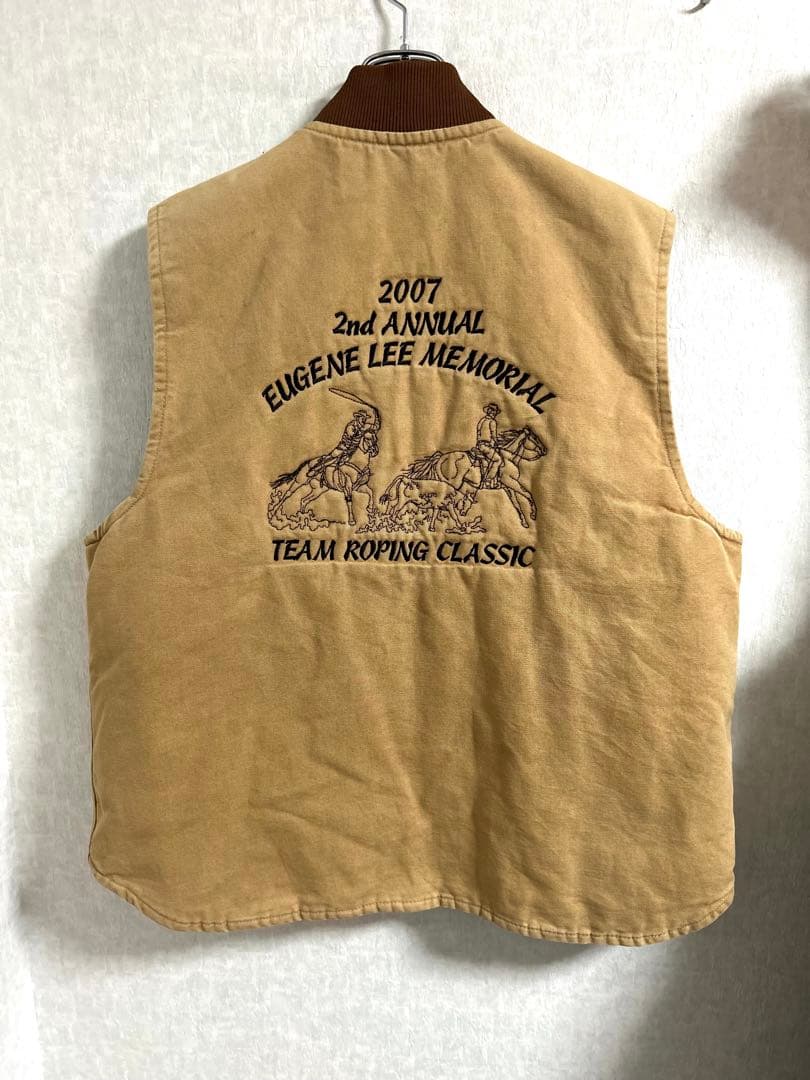 2007
2nd ANNUAL
EUGENE LEE MEMORIAL
TEAM ROPING CLASSIC